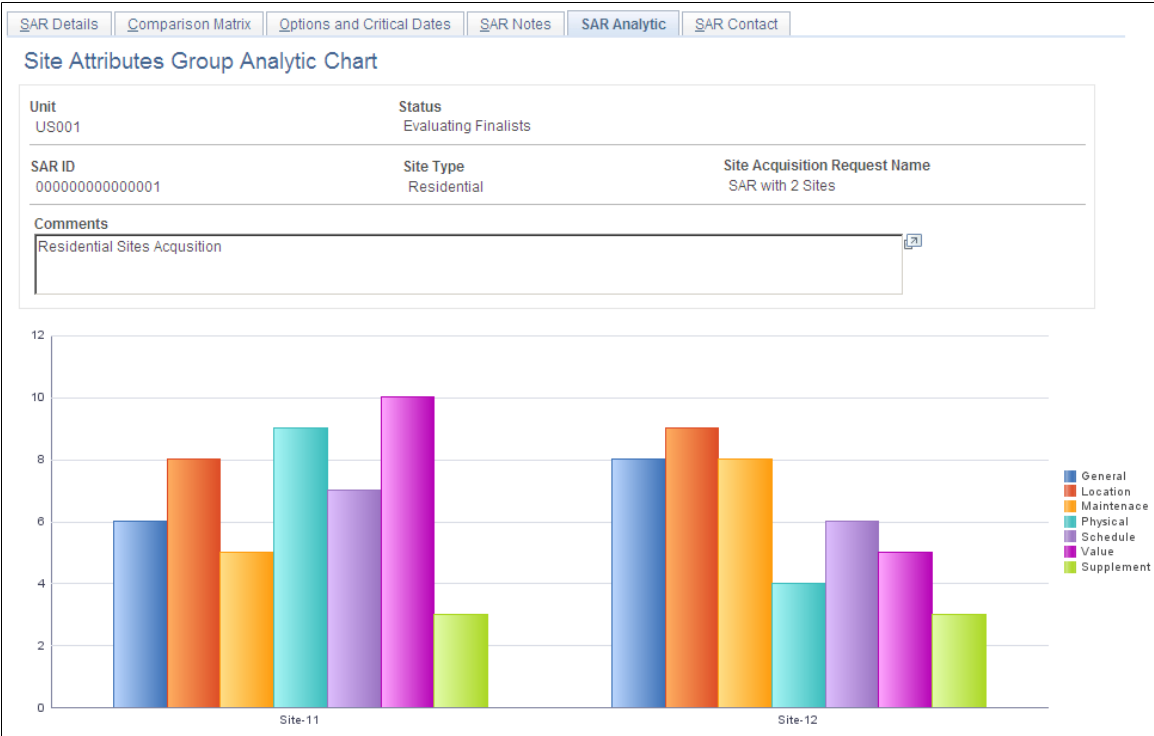 SAR Details Comparison Matrix Options and Critical Dates SAR Notes SAR Analytic SAR Contact
Site Attributes Group Analytic Chart
Unit Status
US001 Evaluating Finalists
SAR ID Site Type Site Acquisition Request Name
000000000000001 Residential SAR with 2 Sites
Comments
Residential Sites Acqusition
12
10
8
6
4
2
0
Site-11 Site-12
General
Location
Maintenace
Physical
Schedule
Value
Supplement